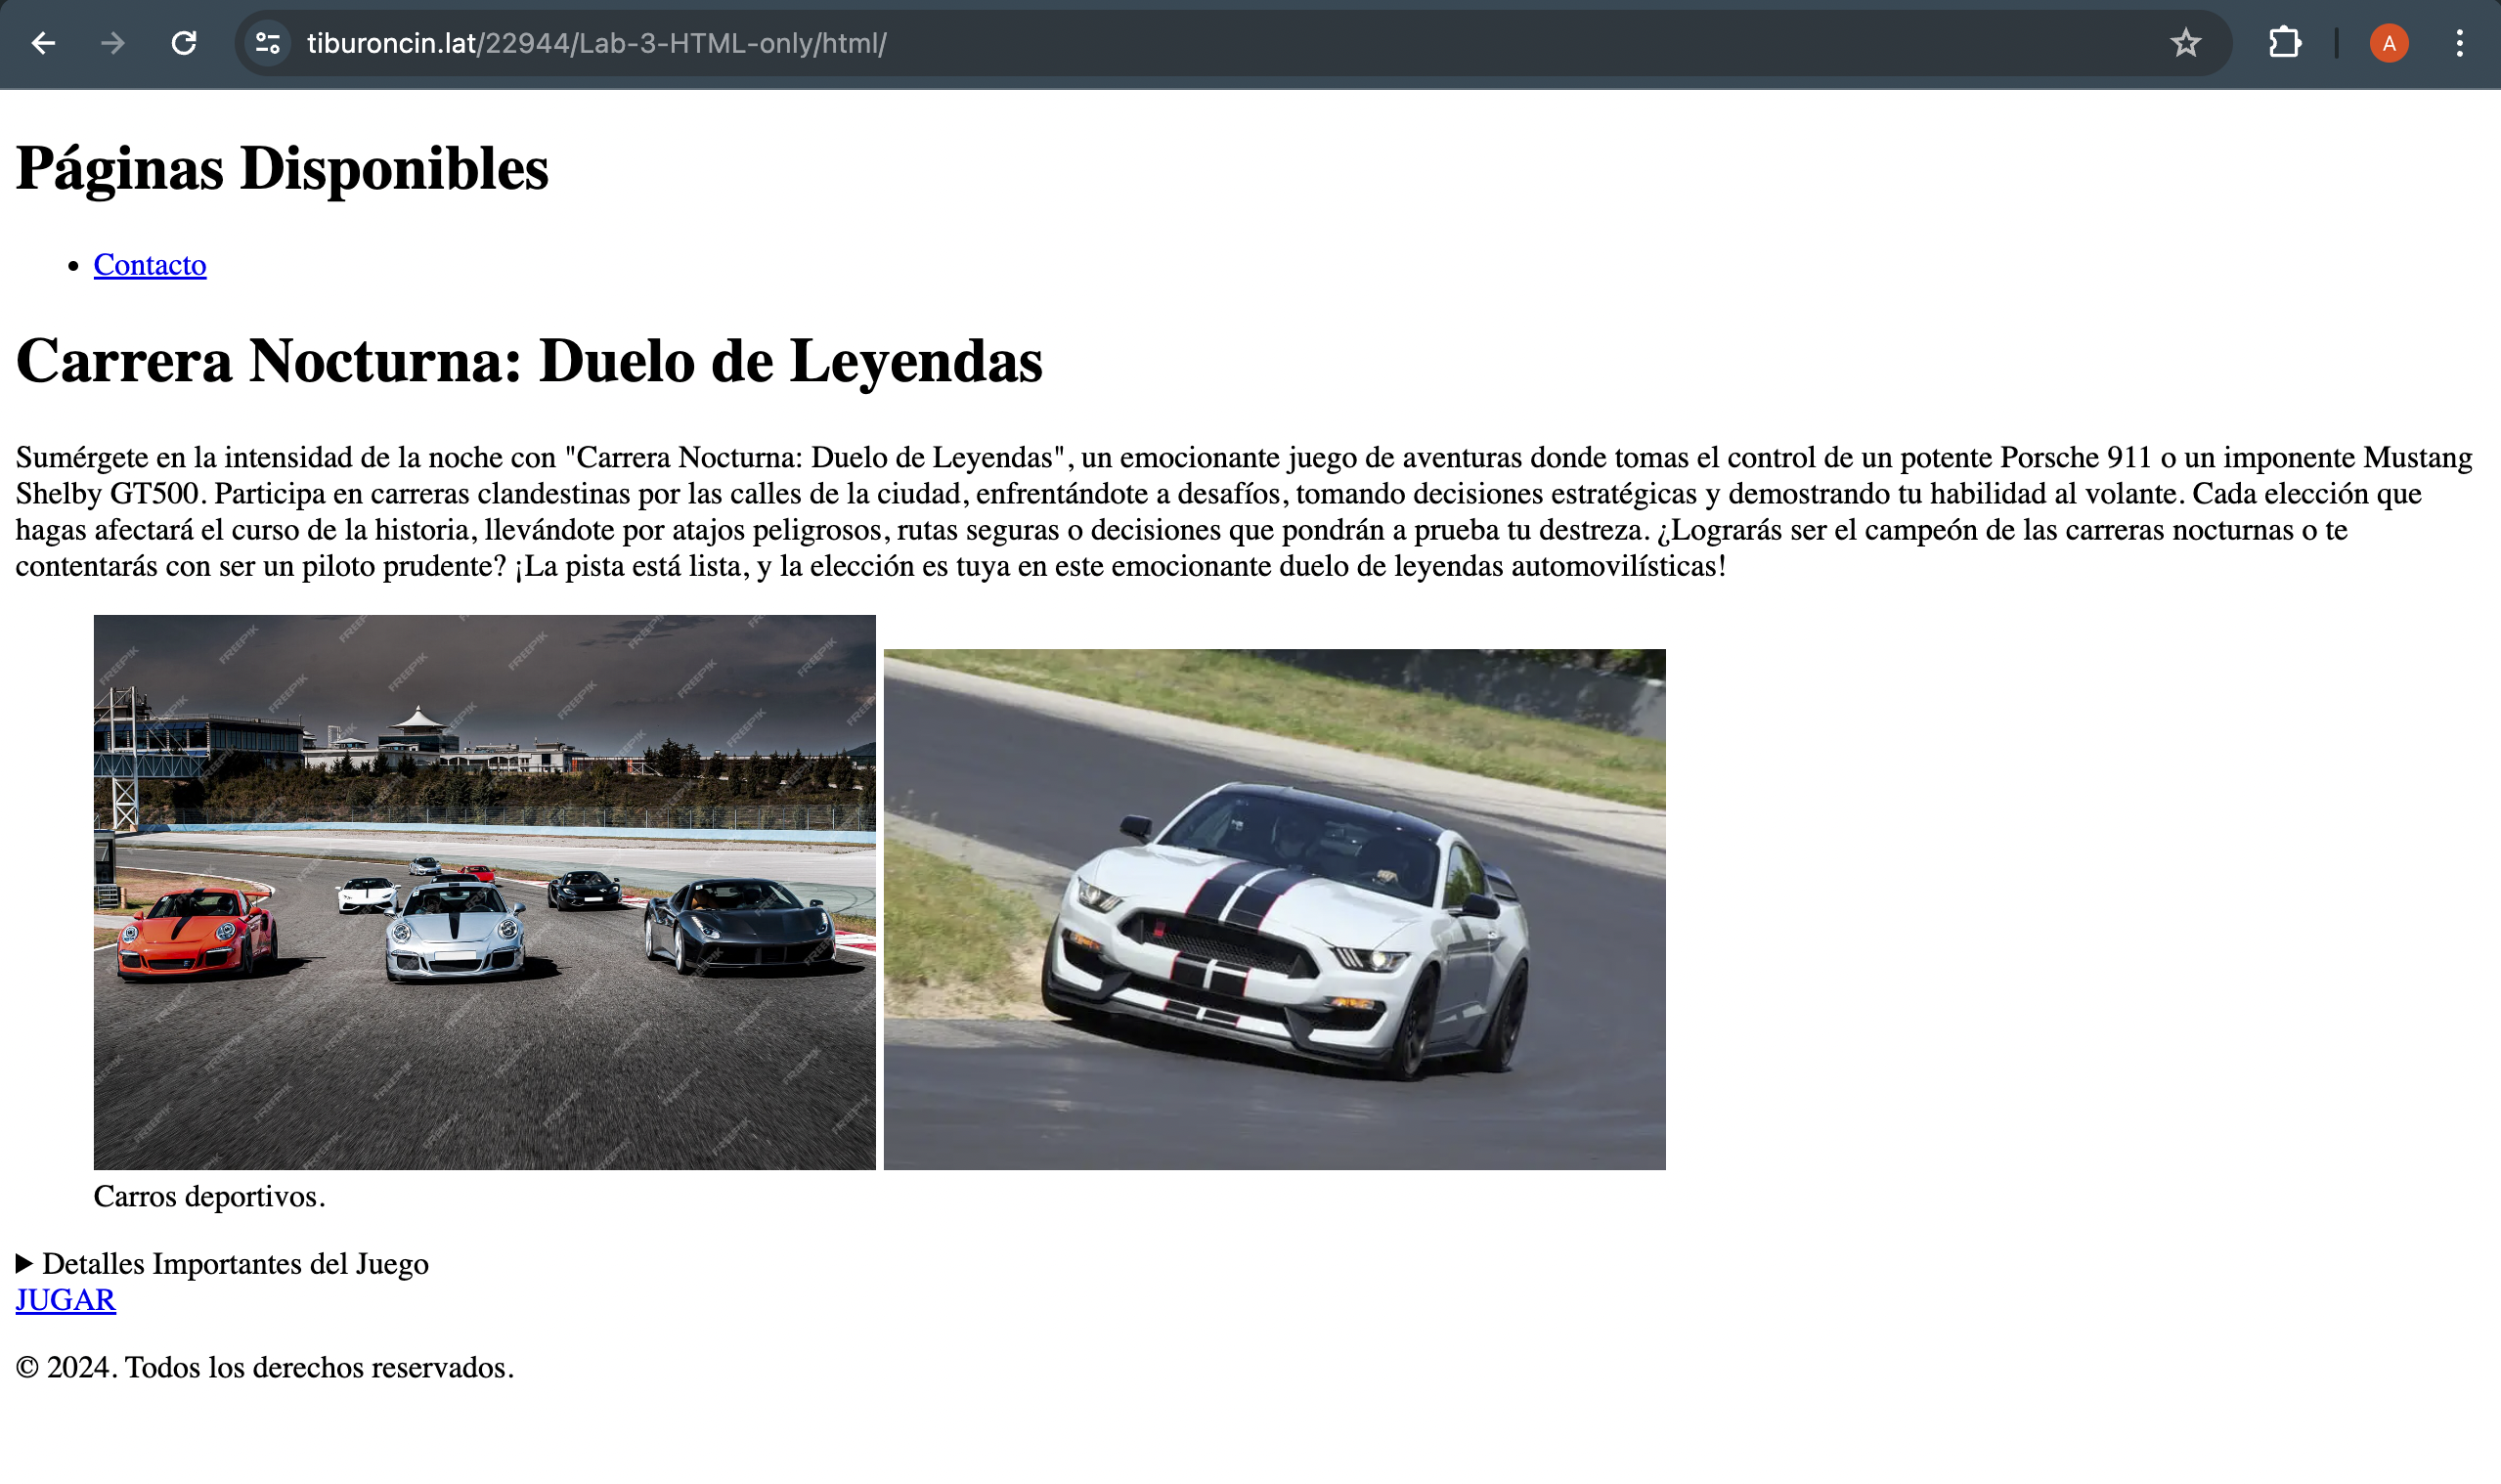 tiburoncin.lat/22944/Lab-3-HTML-only/html/
A
Páginas Disponibles
Contacto
Carrera Nocturna: Duelo de Leyendas
Sumérgete en la intensidad de la noche con "Carrera Nocturna: Duelo de Leyendas", un emocionante juego de aventuras donde tomas el control de un potente Porsche 911 o un imponente Mustang
Shelby GT500. Participa en carreras clandestinas por las calles de la ciudad, enfrentándote a desafíos, tomando decisiones estratégicas y demostrando tu habilidad al volante. Cada elección que
hagas afectará el curso de la historia, llevándote por atajos peligrosos, rutas seguras o decisiones que pondrán a prueba tu destreza. ¿Lograrás ser el campeón de las carreras nocturnas o te
contentarás con ser un piloto prudente? ¡La pista está lista, y la elección es tuya en este emocionante duelo de leyendas automovilísticas!
FREEPIK
Carros deportivos.
Detalles Importantes del Juego
JUGAR
© 2024. Todos los derechos reservados.